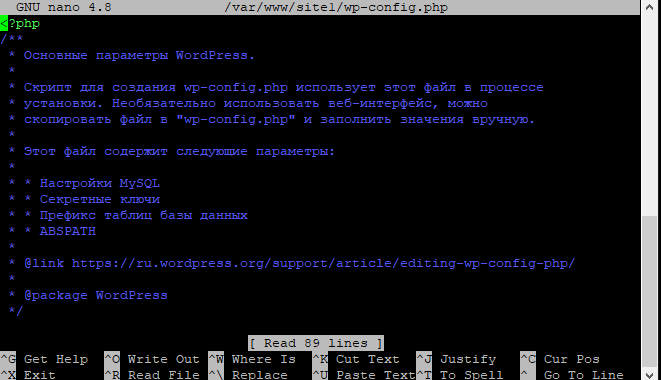 GNU nano 4.8 /var/www/sitel/wp-config.php
<?php
/**
* Основные параметры WordPress.
*
* Скрипт для создания wp-config.php использует этот файл в процессе
* установки. Необязательно использовать веб-интерфейс, можно
* скопировать файл в "wp-config.php" и заполнить значения вручную.
*
* Этот файл содержит следующие параметры:
*
* * Настройки MySQL
* * Секретные ключи
* * Префикс таблиц базы данных
* * ABSPATH
*
* @link https://ru.wordpress.org/support/article/editing-wp-config-php/
*
* @package WordPress
*/
[ Read 89 lines ]
^G Get Help ^O Write Out ^W Where Is ^K Cut Text ^J Justify ^C Cur Pos
^X Exit ^R Read File ^\ Replace ^U Paste Text ^T To Spell ^_ Go To Line